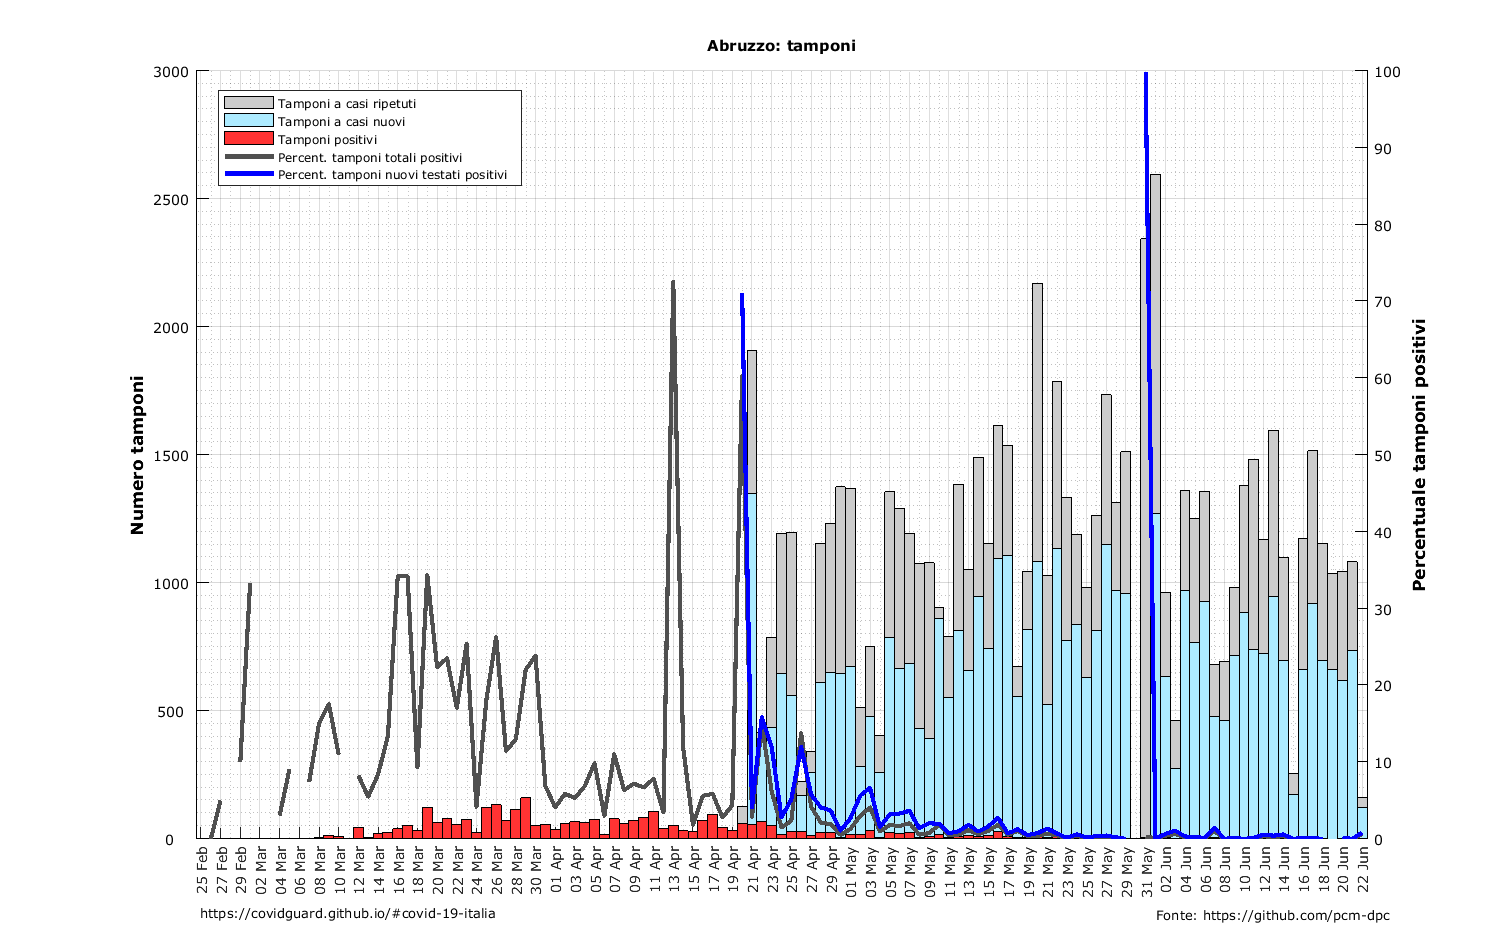 Abruzzo: tamponi
3000
2500
2000
1500
1000
500
0
Numero tamponi
Tamponi a casi ripetuti
Tamponi a casi nuovi
Tamponi positivi
Percent. tamponi totali positivi
Percent. tamponi nuovi testati positivi
100
90
80
70
60
50
40
30
20
10
0
Percentuale tamponi positivi
25 Feb
27 Feb
29 Feb
02 Mar
04 Mar
06 Mar
08 Mar
10 Mar
12 Mar
14 Mar
16 Mar
18 Mar
20 Mar
22 Mar
24 Mar
26 Mar
28 Mar
30 Mar
01 Apr
03 Apr
05 Apr
07 Apr
09 Apr
11 Apr
13 Apr
15 Apr
17 Apr
19 Apr
21 Apr
23 Apr
25 Apr
27 Apr
29 Apr
01 May
03 May
05 May
07 May
09 May
11 May
13 May
15 May
17 May
19 May
21 May
23 May
25 May
27 May
29 May
31 May
02 Jun
04 Jun
06 Jun
08 Jun
10 Jun
12 Jun
14 Jun
16 Jun
18 Jun
20 Jun
22 Jun
https://covidguard.github.io/#covid-19-italia
Fonte: https://github.com/pcm-dpc